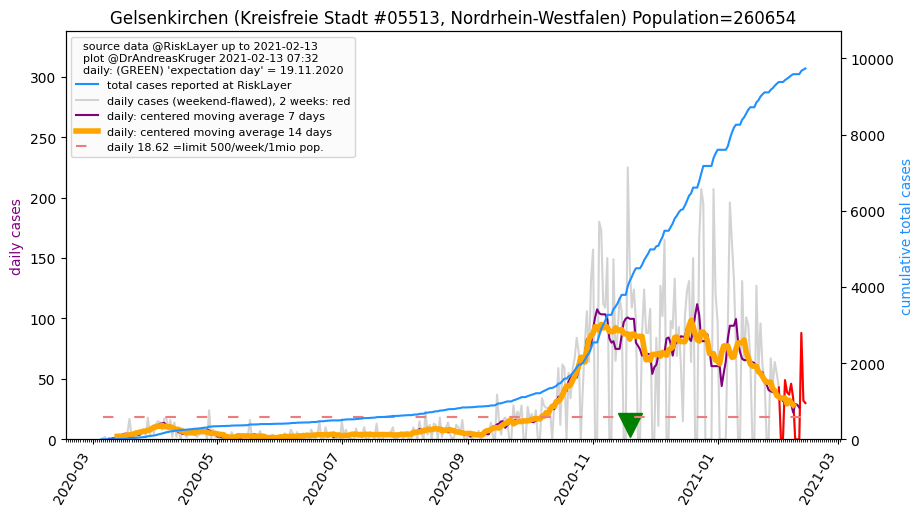 Gelsenkirchen (Kreisfreie Stadt #05513, Nordrhein-Westfalen) Population=260654
source data @RiskLayer up to 2021-02-13
plot @DrAndreasKruger 2021-02-13 07:32
daily: (GREEN) 'expectation day' = 19.11.2020
total cases reported at RiskLayer
daily cases (weekend-flawed), 2 weeks: red
daily: centered moving average 7 days
daily: centered moving average 14 days
daily 18.62 =limit 500/week/1mio pop.
daily cases
300
250
200
150
100
50
0
cumulative total cases
10000
8000
6000
4000
2000
0
2020-03
2020-05
2020-07
2020-09
2020-11
2021-01
2021-03